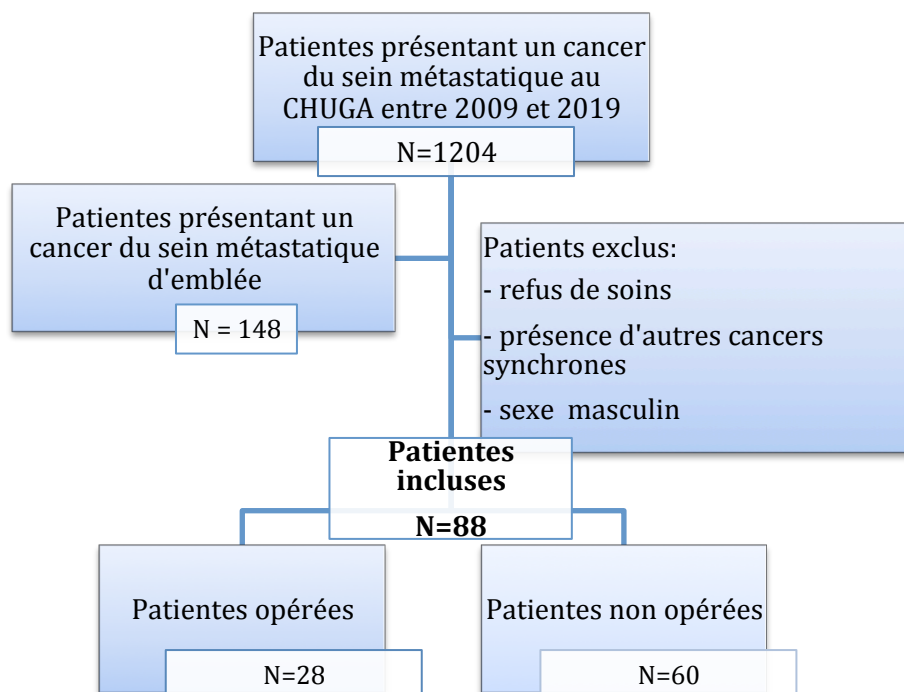 Patientes présentant un cancer
du sein métastatique au
CHUGA entre 2009 et 2019
N=1204
Patientes présentant un
cancer du sein métastatique
d'emblée
N = 148
Patients exclus:
- refus de soins
- présence d'autres cancers
synchrones
- sexe masculin
Patientes
incluses
N=88
Patientes opérées
N=28
Patientes non opérées
N=60